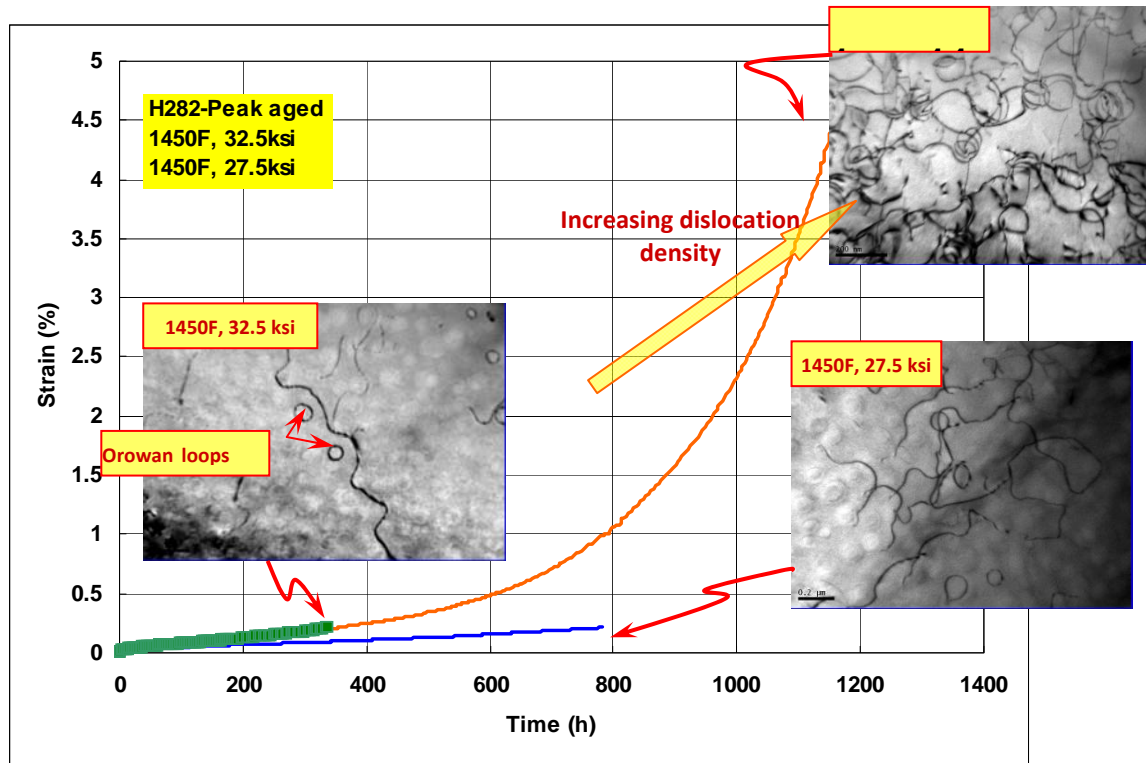 5
4.5
4
3.5
3
2.5
2
1.5
1
0.5
0
Strain (%)
H282-Peak aged
1450F, 32.5ksi
1450F, 27.5ksi
Increasing dislocation
density
1450F, 32.5 ksi
Orowan loops
1450F, 27.5 ksi
0.2 µm
0 200 400 600 800 1000 1200 1400
Time (h)